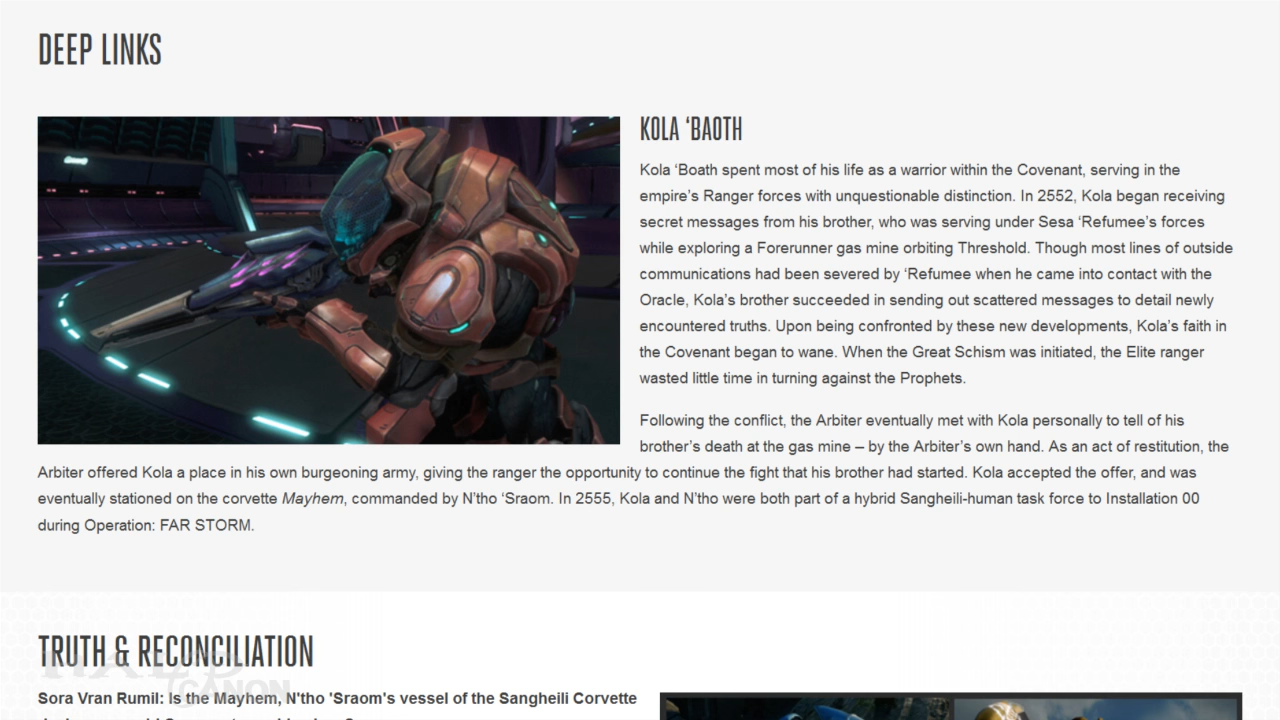 DEEP LINKS
KOLA ‘BAOTH
Kola ‘Boath spent most of his life as a warrior within the Covenant, serving in the
empire’s Ranger forces with unquestionable distinction. In 2552, Kola began receiving
secret messages from his brother, who was serving under Sesa ‘Refumee’s forces
while exploring a Forerunner gas mine orbiting Threshold. Though most lines of outside
communications had been severed by ‘Refumee when he came into contact with the
Oracle, Kola’s brother succeeded in sending out scattered messages to detail newly
encountered truths. Upon being confronted by these new developments, Kola’s faith in
the Covenant began to wane. When the Great Schism was initiated, the Elite ranger
wasted little time in turning against the Prophets.
Following the conflict, the Arbiter eventually met with Kola personally to tell of his
brother’s death at the gas mine – by the Arbiter’s own hand. As an act of restitution, the
Arbiter offered Kola a place in his own burgeoning army, giving the ranger the opportunity to continue the fight that his brother had started. Kola accepted the offer, and was
eventually stationed on the corvette Mayhem, commanded by N’tho ‘Sraom. In 2555, Kola and N’tho were both part of a hybrid Sangheili-human task force to Installation 00
during Operation: FAR STORM.
TRUTH & RECONCILIATION
HALO
CANON
Sora Vran Rumil: Is the Mayhem, N'tho 'Sraom's vessel of the Sangheili Corvette